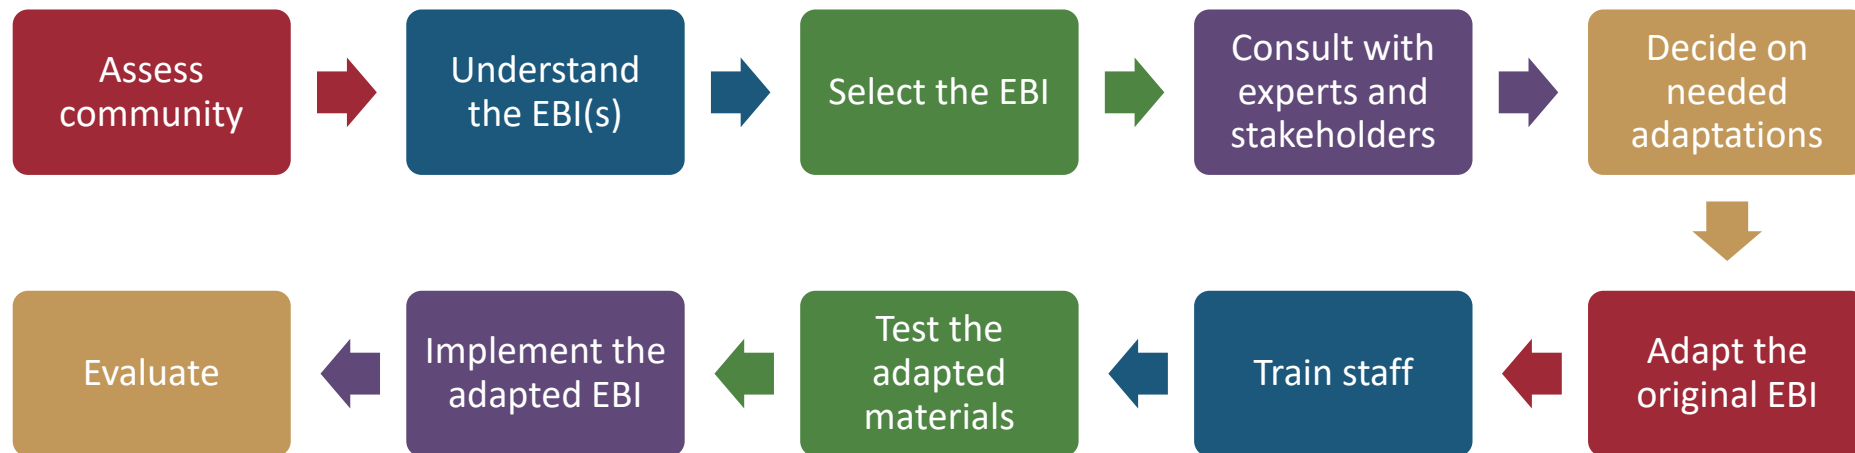 Assess
community
Understand
the EBI(s)
Select the EBI
Consult with
experts and
stakeholders
Decide on
needed
adaptations
Adapt the
original EBI
Train staff
Test the
adapted
materials
Implement the
adapted EBI
Evaluate